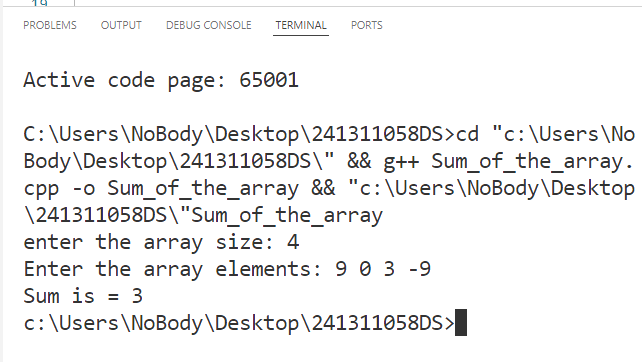 19
PROBLEMS OUTPUT DEBUG CONSOLE TERMINAL PORTS
Active code page: 65001
C:\Users\NoBody\Desktop\241311058DS>cd "c:\Users\No
Body\Desktop\241311058DS\" && g++ Sum_of_the_array.
cpp -o Sum_of_the_array && "c:\Users\NoBody\Desktop
\241311058DS\"Sum_of_the_array
enter the array size: 4
Enter the array elements: 9 0 3 -9
Sum is = 3
c:\Users\NoBody\Desktop\241311058DS>